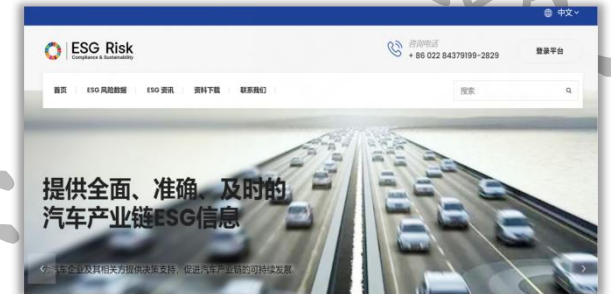 中文
ESG Risk
Compliance & Sustainability
咨询电话
+ 86 022 84379199-2829
登录平台
首页
ESG 风险数据
ESG 资讯
资料下载
联系我们
搜索
提供全面、准确、及时的
汽车产业链ESG信息
车企业及其相关方提供决策支持，促进汽车产业链的可持续发展